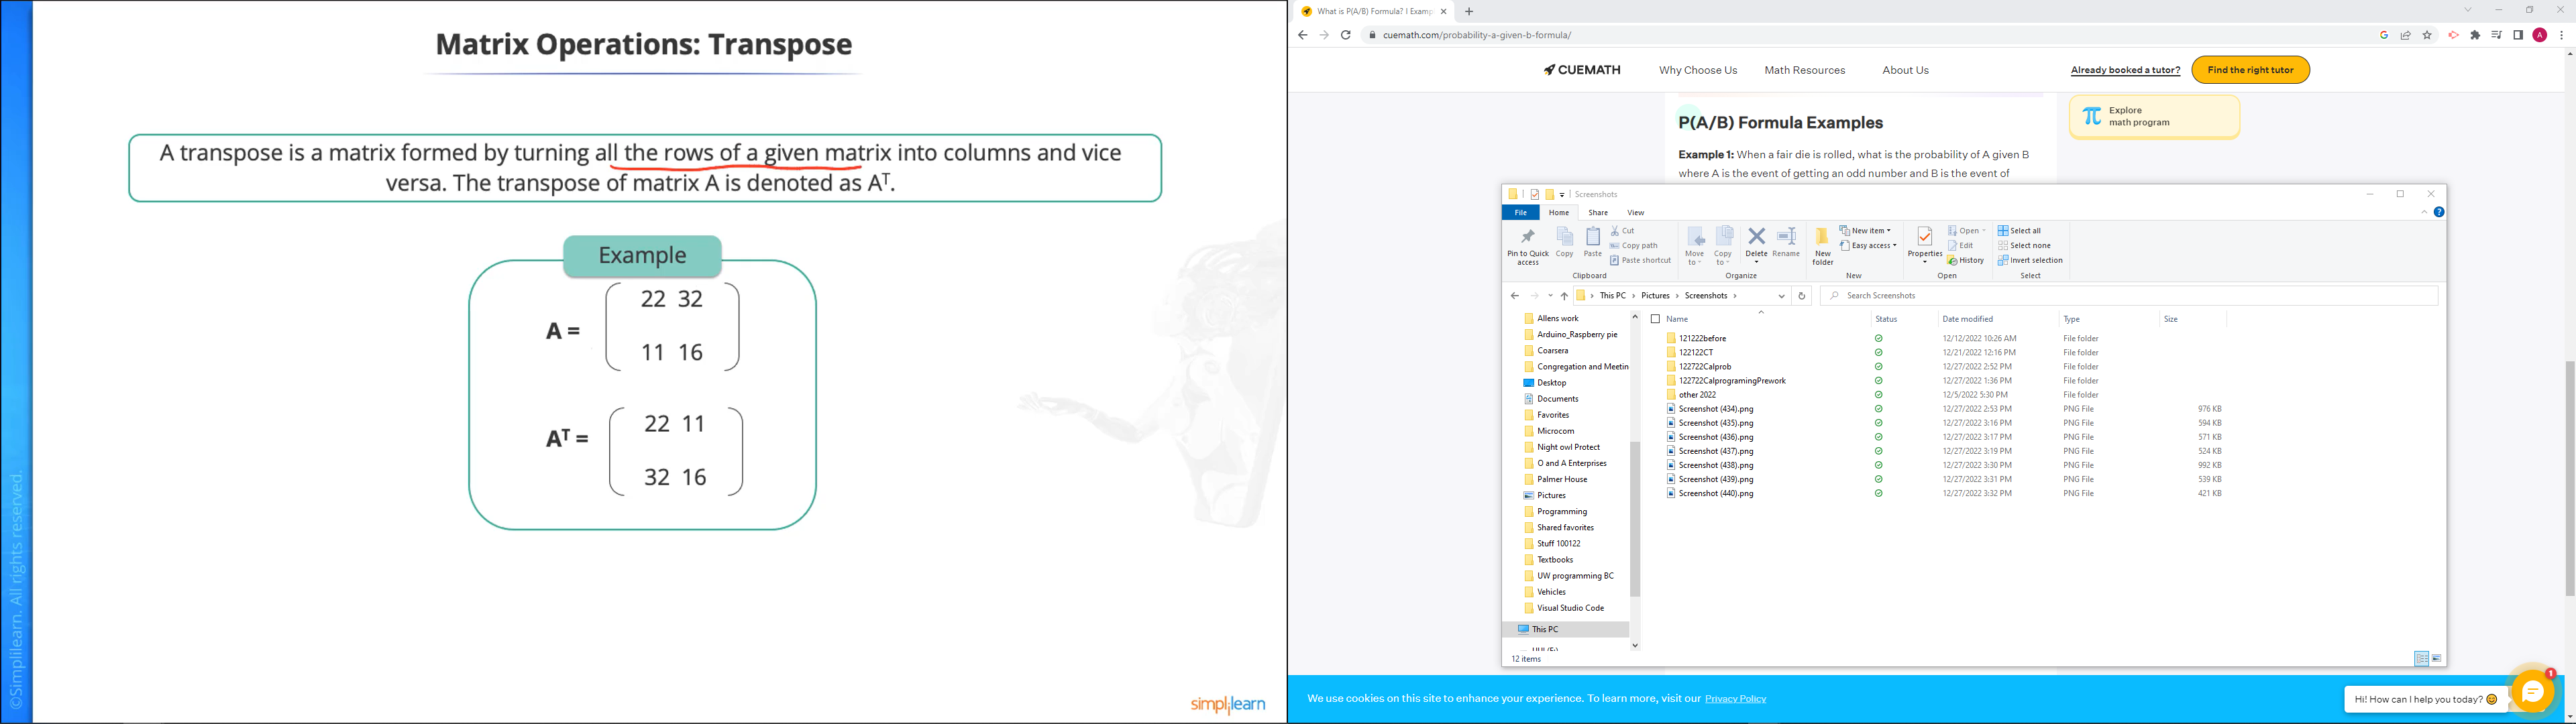 Matrix Operations: Transpose
A transpose is a matrix formed by turning all the rows of a given matrix into columns and vice
versa. The transpose of matrix A is denoted as Aᵀ.
Example
A =
22 32
11 16
Aᵀ =
22 11
32 16
©Simplilearn. All rights reserved.
simplilearn
What is P(A/B) Formula? | Examp
cuemath.com/probability-a-given-b-formula/
A
CUEMATH
Why Choose Us
Math Resources
About Us
Already booked a tutor?
Find the right tutor
Explore
math program
P(A/B) Formula Examples
Example 1: When a fair die is rolled, what is the probability of A given B
where A is the event of getting an odd number and B is the event of
Screenshots
File Home Share View
Pin to Quick
access
Copy
Paste
Cut
Copy path
Paste shortcut
Clipboard
Move
to
Copy
to
Delete
Rename
Organize
New
folder
New item
Easy access
New
Properties
Open
Edit
History
Open
Select all
Select none
Invert selection
Select
This PC > Pictures > Screenshots >
Search Screenshots
Allens work
Arduino_Raspberry pie
Coarsera
Congregation and Meetin
Desktop
Documents
Favorites
Microcom
Night owl Protect
O and A Enterprises
Palmer House
Pictures
Programming
Shared favorites
Stuff 100122
Textbooks
UW programming BC
Vehicles
Visual Studio Code
This PC
Name Status Date modified Type Size
121222before 12/12/2022 10:26 AM File folder
122122CT 12/21/2022 12:16 PM File folder
122722Calprob 12/27/2022 2:52 PM File folder
122722CalprogramingPrework 12/27/2022 1:36 PM File folder
other 2022 12/5/2022 5:30 PM File folder
Screenshot (434).png 12/27/2022 2:53 PM PNG File 976 KB
Screenshot (435).png 12/27/2022 3:16 PM PNG File 594 KB
Screenshot (436).png 12/27/2022 3:17 PM PNG File 571 KB
Screenshot (437).png 12/27/2022 3:19 PM PNG File 524 KB
Screenshot (438).png 12/27/2022 3:30 PM PNG File 992 KB
Screenshot (439).png 12/27/2022 3:31 PM PNG File 539 KB
Screenshot (440).png 12/27/2022 3:32 PM PNG File 421 KB
12 items
We use cookies on this site to enhance your experience. To learn more, visit our Privacy Policy
Hi! How can I help you today? 😊
1